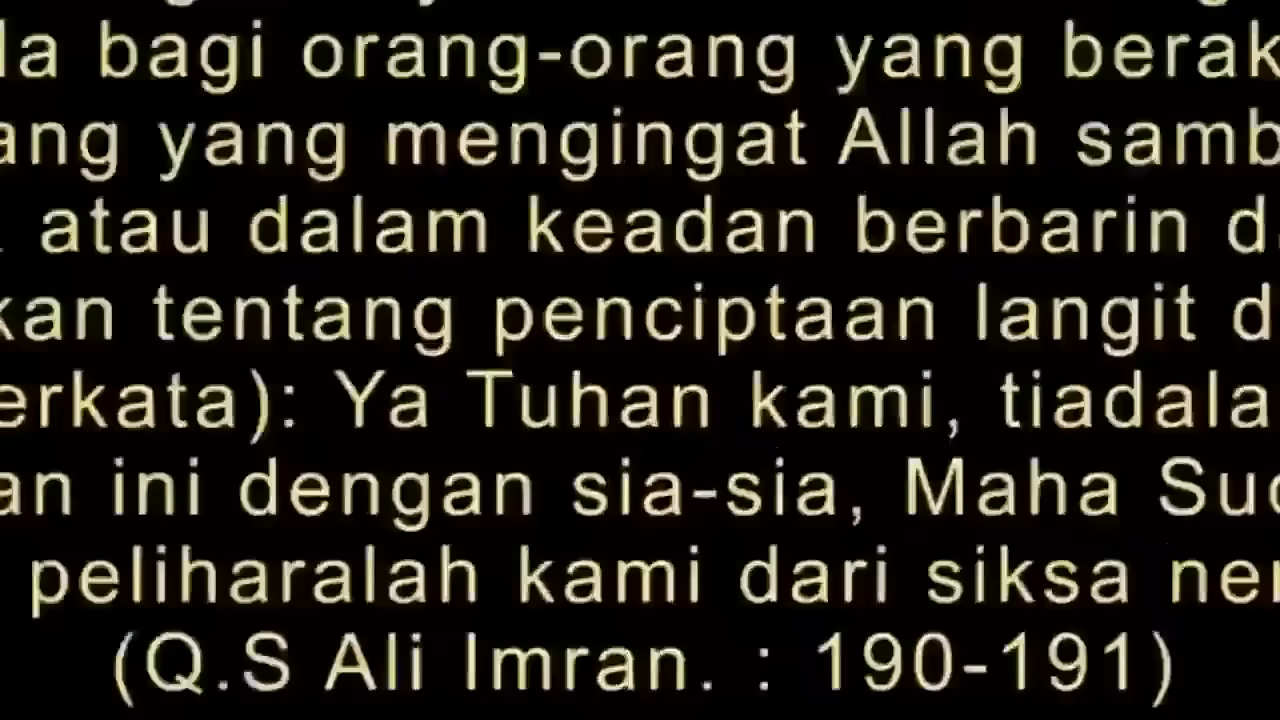 la bagi orang-orang yang berak
ang yang mengingat Allah samb
atau dalam keadan berbarin d
kan tentang penciptaan langit d
erkata): Ya Tuhan kami, tiadala
an ini dengan sia-sia, Maha Suc
peliharalah kami dari siksa ner
(Q.S Ali Imran. : 190-191)